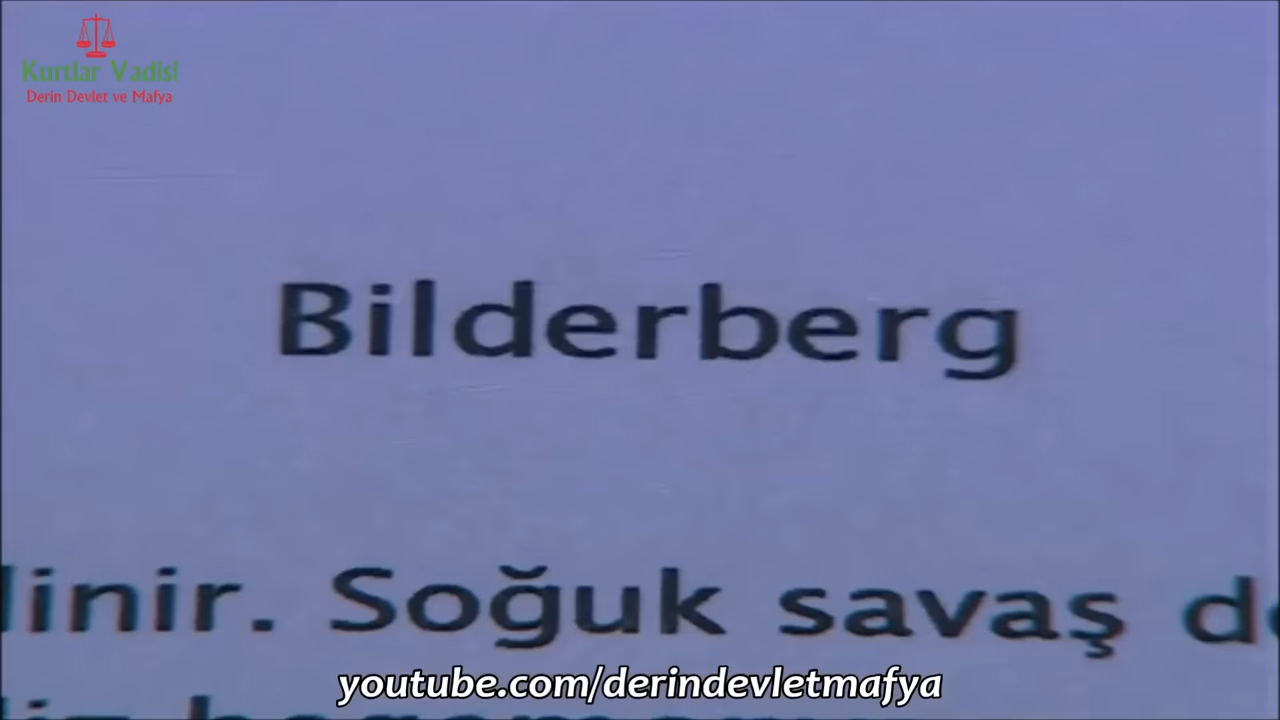 Kurtlar Vadisi
Derin Devlet ve Mafya
Bilderberg
linir. Soğuk savaş d
youtube.com/derindevletmafya